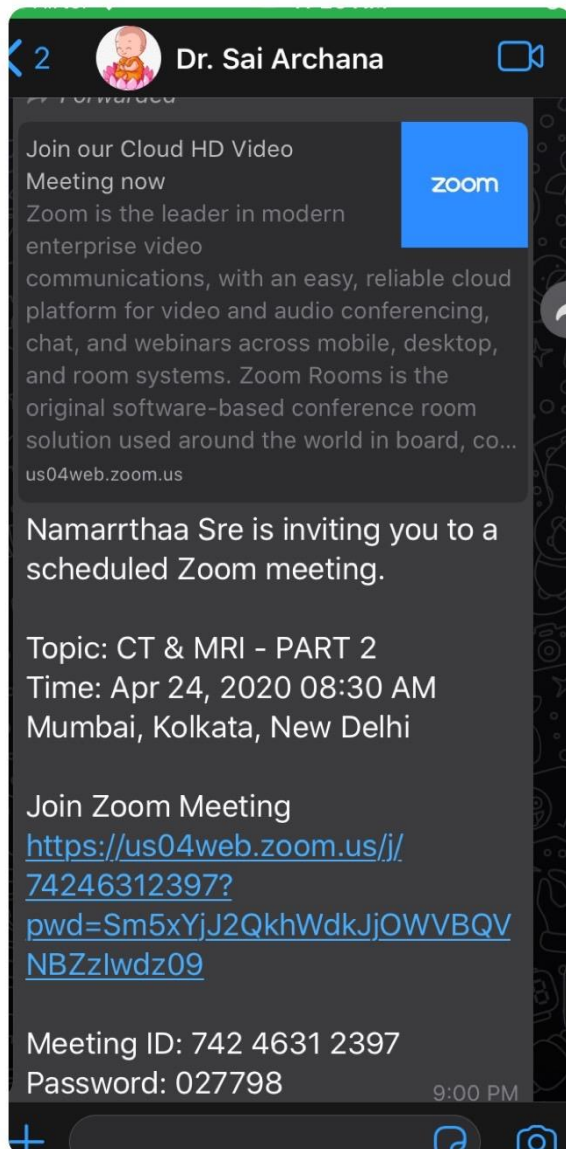 2
Dr. Sai Archana
Forwarded
Join our Cloud HD Video
Meeting now
zoom
Zoom is the leader in modern
enterprise video
communications, with an easy, reliable cloud
platform for video and audio conferencing,
chat, and webinars across mobile, desktop,
and room systems. Zoom Rooms is the
original software-based conference room
solution used around the world in board, co...
us04web.zoom.us
Namarrthaa Sre is inviting you to a
scheduled Zoom meeting.
Topic: CT & MRI - PART 2
Time: Apr 24, 2020 08:30 AM
Mumbai, Kolkata, New Delhi
Join Zoom Meeting
https://us04web.zoom.us/j/
74246312397?
pwd=Sm5xYjJ2QkhWdkJjOWVBQV
NBZzIwdz09
Meeting ID: 742 4631 2397
Password: 027798
9:00 PM